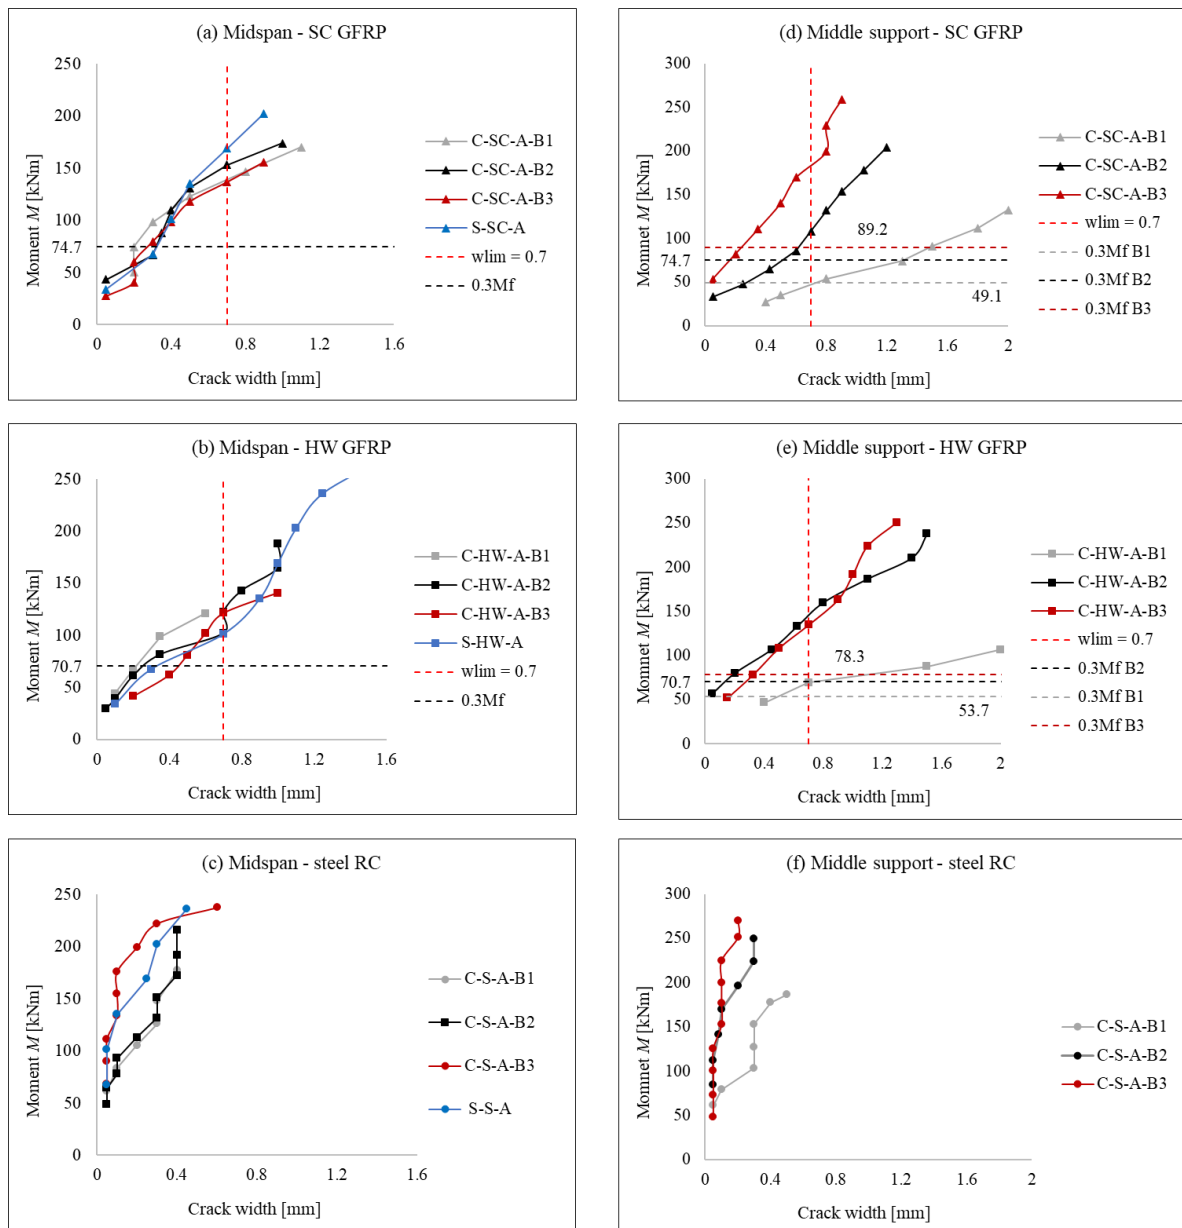 (a) Midspan - SC GFRP
Moment M [kNm]
250
200
150
100
74.7
50
0
0 0.4 0.8 1.2 1.6
Crack width [mm]
C-SC-A-B1
C-SC-A-B2
C-SC-A-B3
S-SC-A
wlim = 0.7
0.3Mf
(d) Middle support - SC GFRP
Momnet M [kNm]
300
250
200
150
100
74.7
50
0
89.2
49.1
0 0.4 0.8 1.2 1.6 2
Crack width [mm]
C-SC-A-B1
C-SC-A-B2
C-SC-A-B3
wlim = 0.7
0.3Mf B1
0.3Mf B2
0.3Mf B3
(b) Midspan - HW GFRP
Moment M [kNm]
250
200
150
100
70.7
50
0
0 0.4 0.8 1.2 1.6
Crack width [mm]
C-HW-A-B1
C-HW-A-B2
C-HW-A-B3
S-HW-A
wlim = 0.7
0.3Mf
(e) Middle support - HW GFRP
Momnet M [kNm]
300
250
200
150
100
70.7
50
0
78.3
53.7
0 0.4 0.8 1.2 1.6 2
Crack width [mm]
C-HW-A-B1
C-HW-A-B2
C-HW-A-B3
wlim = 0.7
0.3Mf B2
0.3Mf B1
0.3Mf B3
(c) Midspan - steel RC
Moment M [kNm]
250
200
150
100
50
0
0 0.4 0.8 1.2 1.6
Crack width [mm]
C-S-A-B1
C-S-A-B2
C-S-A-B3
S-S-A
(f) Middle support - steel RC
Momnet M [kNm]
300
250
200
150
100
50
0
0 0.4 0.8 1.2 1.6 2
Crack width [mm]
C-S-A-B1
C-S-A-B2
C-S-A-B3